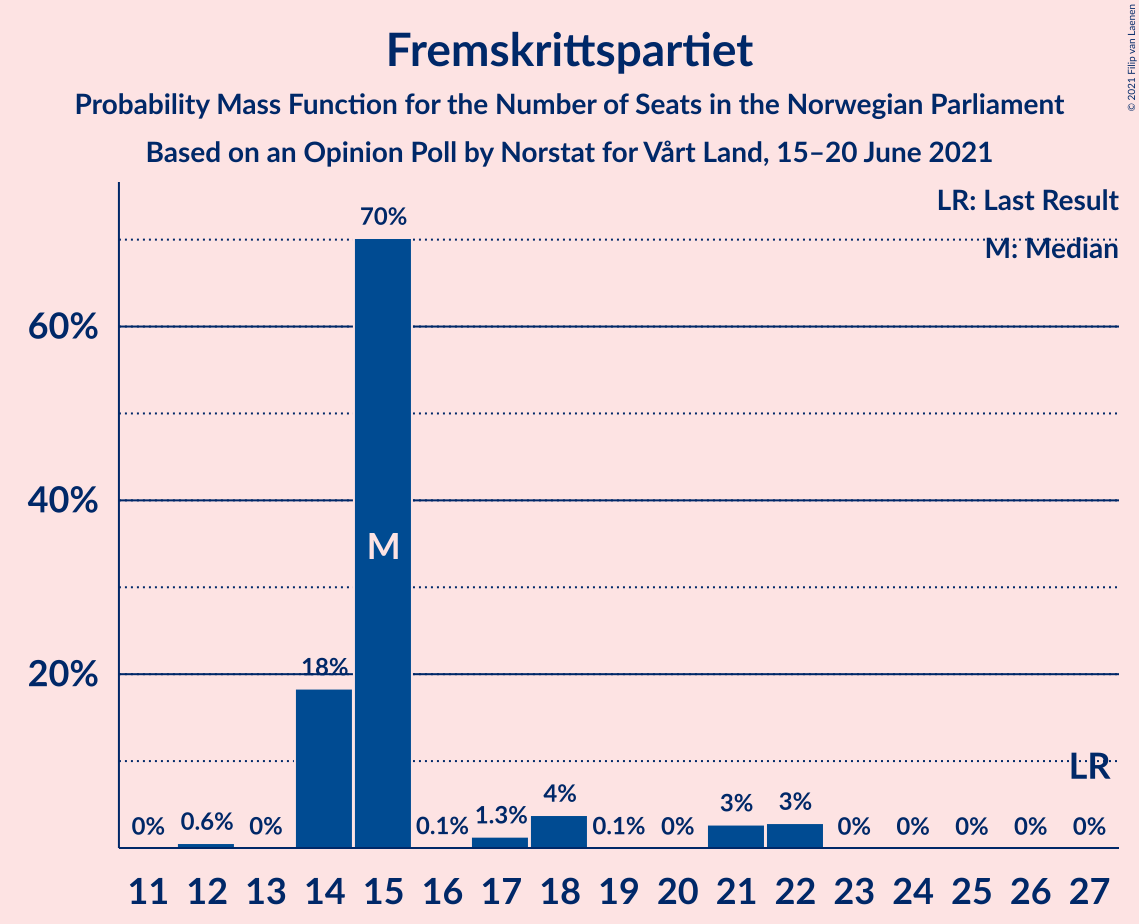 Fremskrittspartiet
Probability Mass Function for the Number of Seats in the Norwegian Parliament
Based on an Opinion Poll by Norstat for Vårt Land, 15–20 June 2021
© 2021 Filip van Laenen
LR: Last Result
M: Median
60%
40%
20%
0% 0.6% 0% 18% 70% 0.1% 1.3% 4% 0.1% 0% 3% 3% 0% 0% 0% 0% 0%
M
LR
11 12 13 14 15 16 17 18 19 20 21 22 23 24 25 26 27